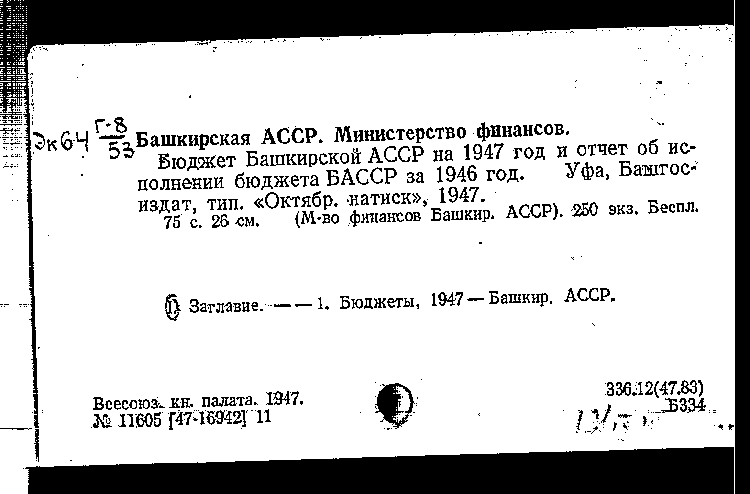 Эк64 Г-8
53
Башкирская АССР. Министерство финансов.
Бюджет Башкирской АССР на 1947 год и отчет об ис-
полнении бюджета БАССР за 1946 год. Уфа, Башгос-
издат, тип. «Октябр. натиск», 1947.
75 с. 26 см. (М-во финансов Башкир. АССР). 250 экз. Беспл.
I Заглавие. — — 1. Бюджеты, 1947 — Башкир. АССР.
Всесоюз. кн. палата. 1947.
№ 11605 [47-16942] 11
336.12(47.83)
Б334